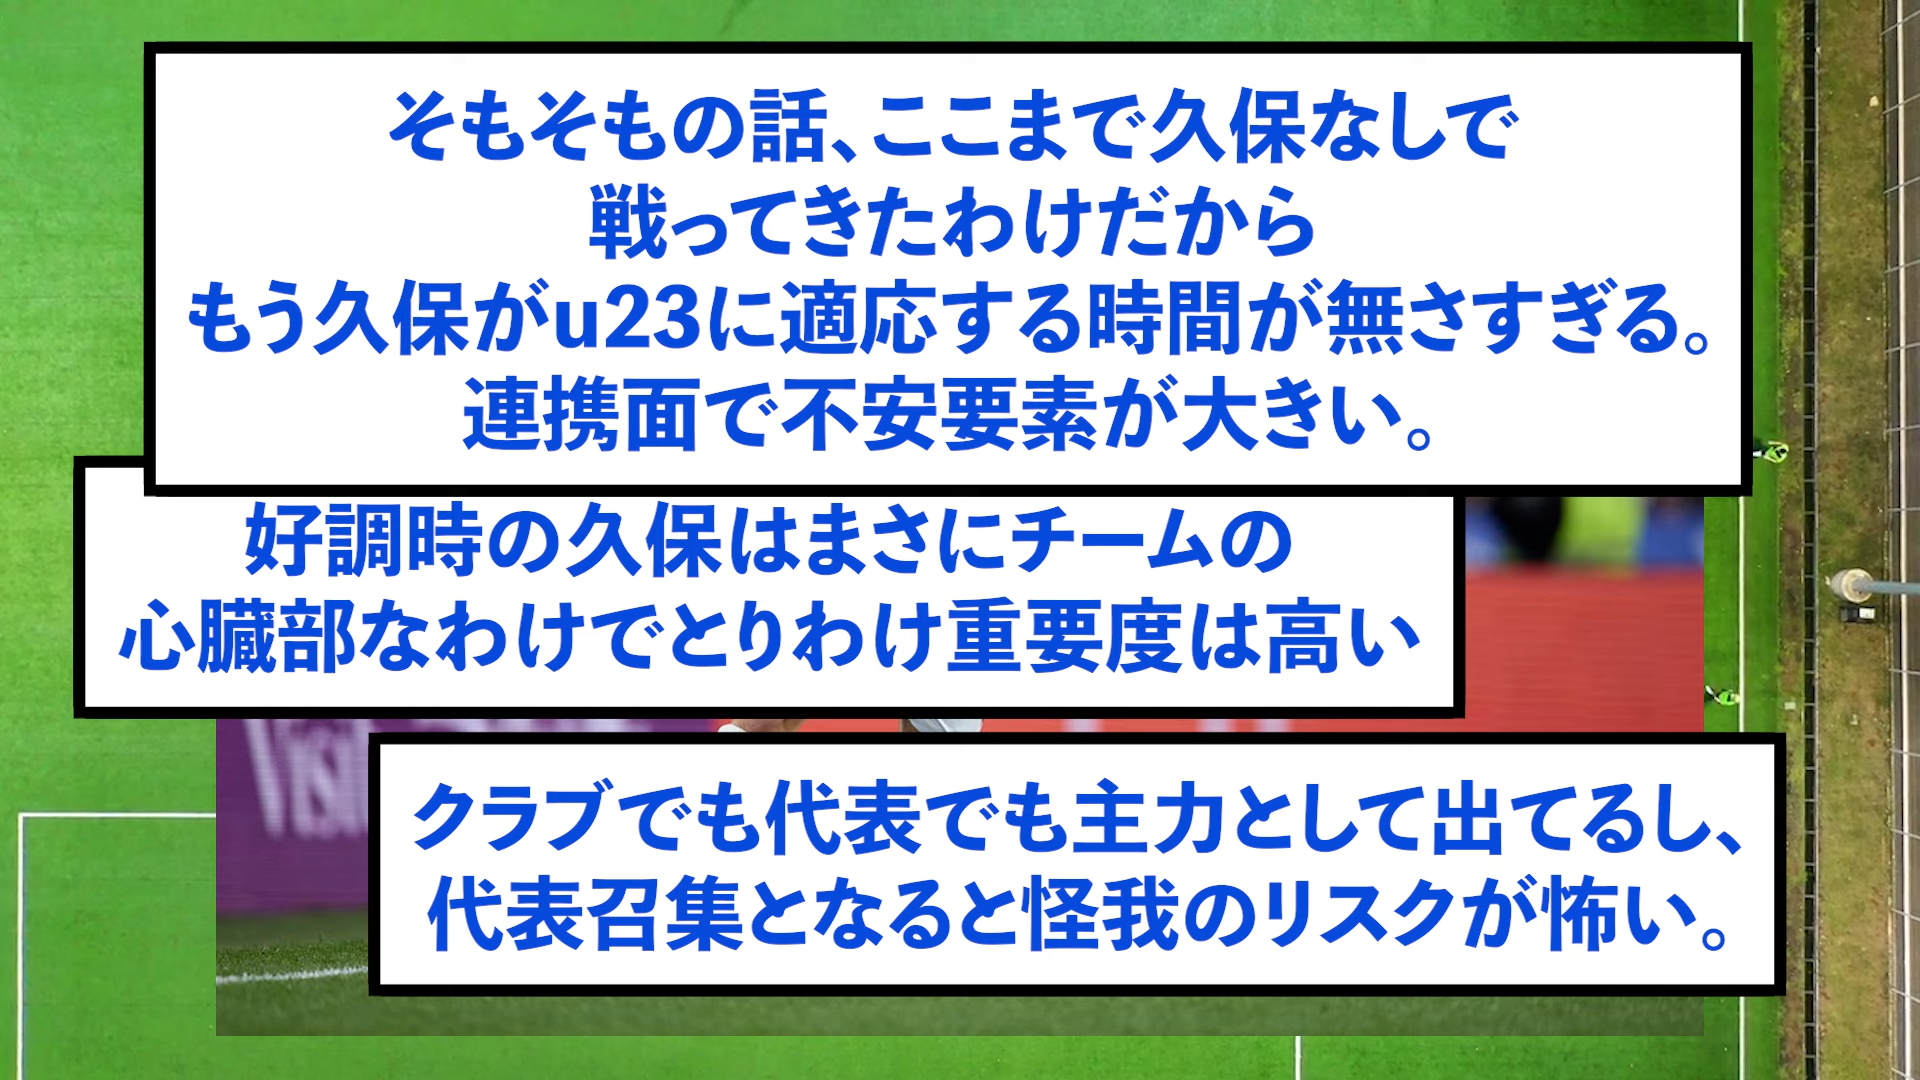 そもそもの話、ここまで久保なしで
戦ってきたわけだから
もう久保がu23に適応する時間が無さすぎる。
連携面で不安要素が大きい。
好調時の久保はまさにチームの
心臓部なわけでとりわけ重要度は高い
クラブでも代表でも主力として出てるし、
代表召集となると怪我のリスクが怖い。